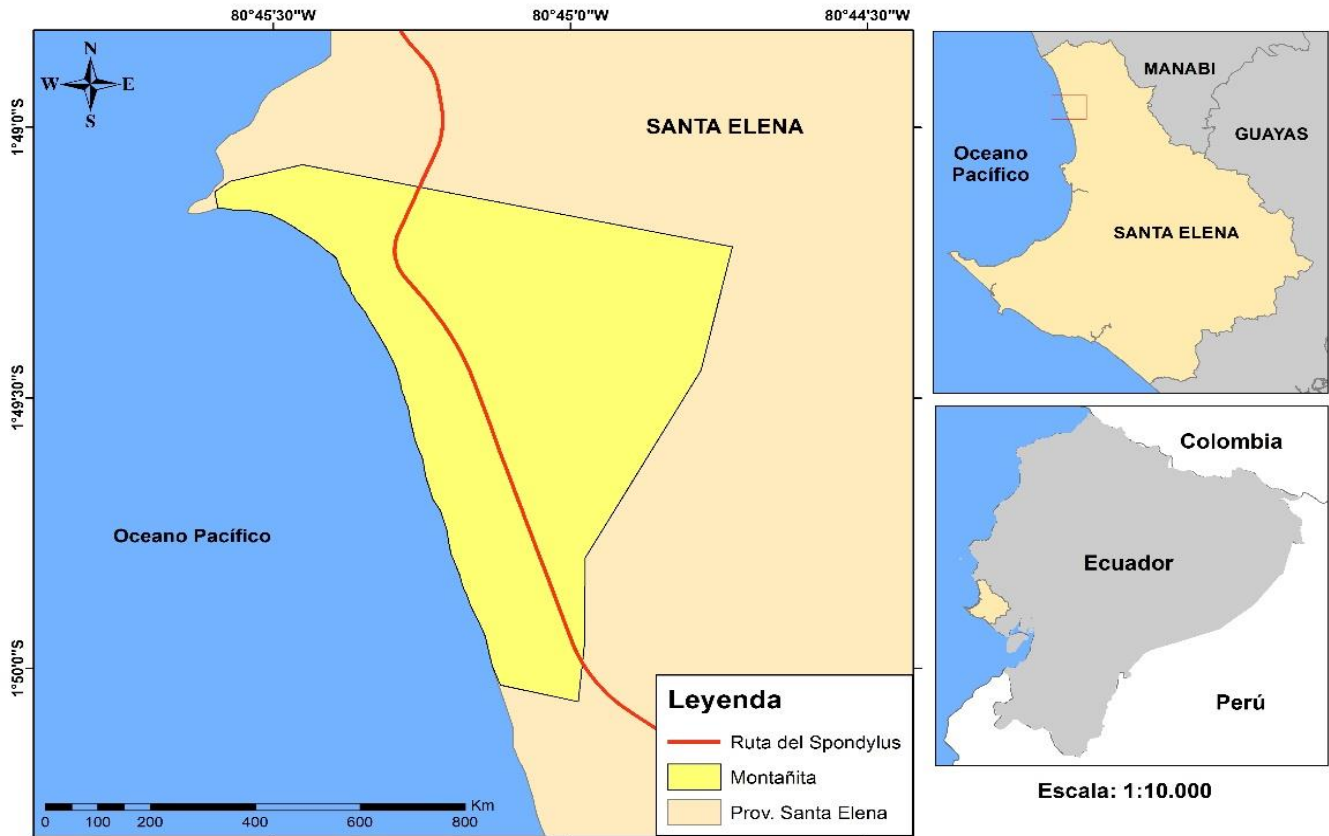 80°45'30"W
80°45'0"W
80°44'30"W
N
W
E
S
1°49'0"S
1°49'30"S
1°50'0"S
SANTA ELENA
Oceano Pacífico
Km
0 100 200 400 600 800
Leyenda
Ruta del Spondylus
Montañita
Prov. Santa Elena
MANABI
GUAYAS
Oceano
Pacífico
SANTA ELENA
Colombia
Ecuador
Perú
Escala: 1:10.000